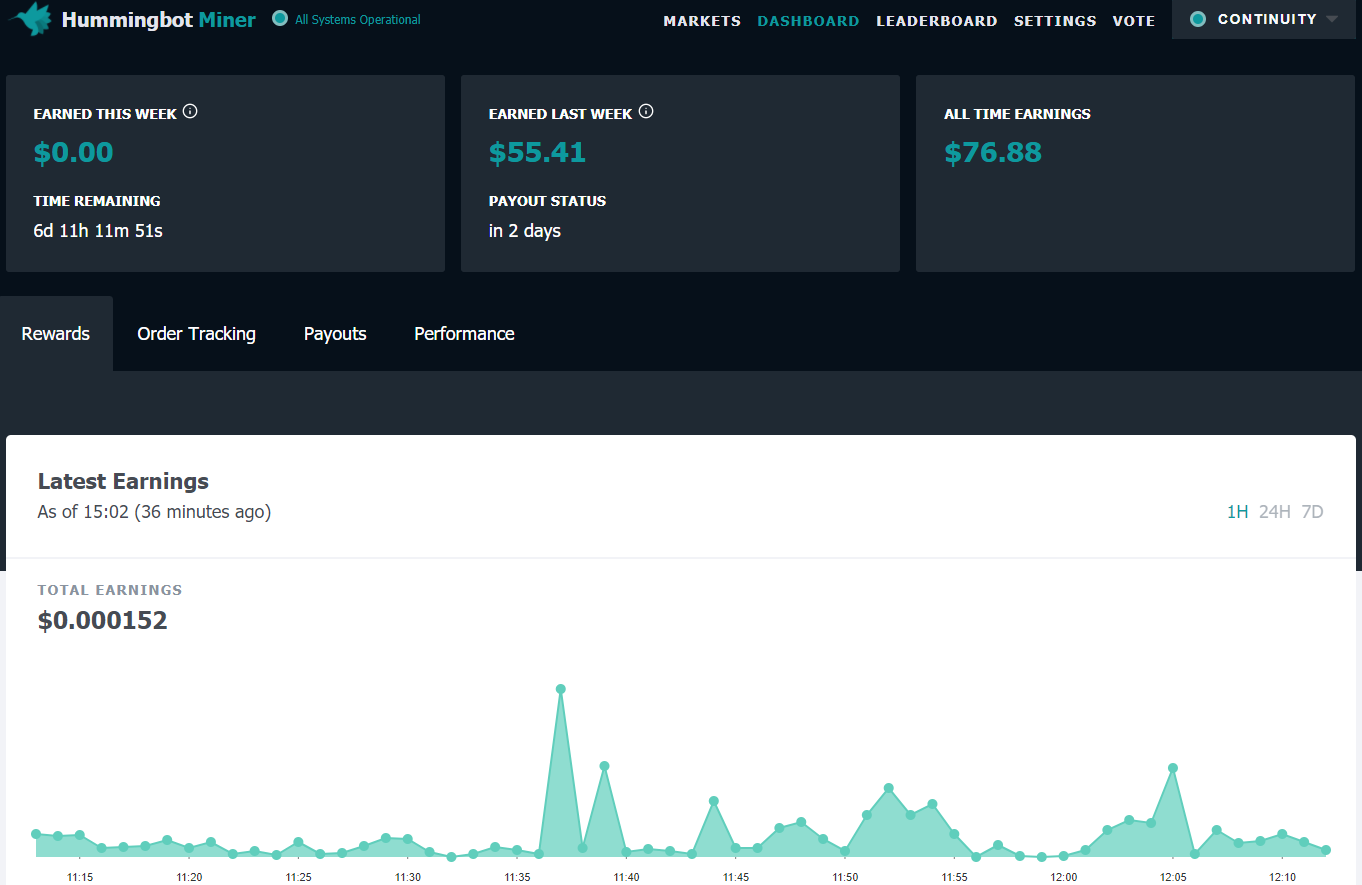 Hummingbot Miner All Systems Operational MARKETS DASHBOARD LEADERBOARD SETTINGS VOTE CONTINUITY
EARNED THIS WEEK
$0.00
TIME REMAINING
6d 11h 11m 51s
EARNED LAST WEEK
$55.41
PAYOUT STATUS
in 2 days
ALL TIME EARNINGS
$76.88
Rewards Order Tracking Payouts Performance
Latest Earnings
As of 15:02 (36 minutes ago)
1H 24H 7D
TOTAL EARNINGS
$0.000152
11:15 11:20 11:25 11:30 11:35 11:40 11:45 11:50 11:55 12:00 12:05 12:10